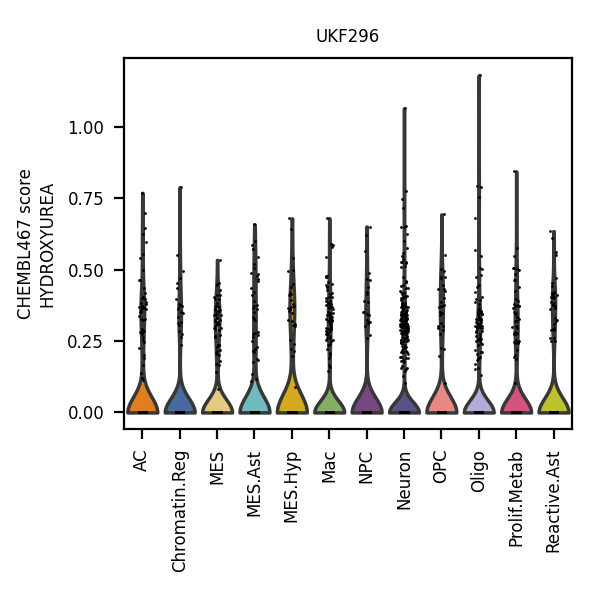 UKF296
CHEMBL467 score
HYDROXYUREA
1.00
0.75
0.50
0.25
0.00
AC
Chromatin.Reg
MES
MES.Ast
MES.Hyp
Mac
NPC
Neuron
OPC
Oligo
Prolif.Metab
Reactive.Ast